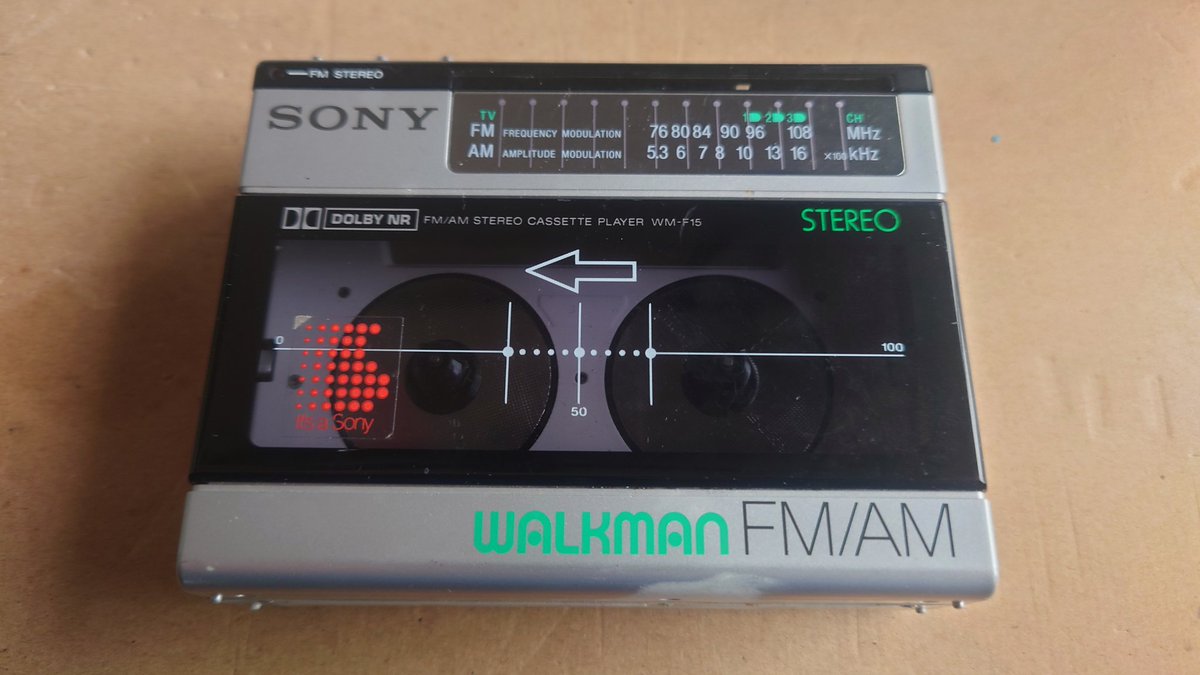 FM STEREO
SONY
TV 1 2 3 CH
FM FREQUENCY MODULATION 76 80 84 90 96 108 MHz
AM AMPLITUDE MODULATION 5.3 6 7 8 10 13 16 ×100 kHz
DOLBY NR FM/AM STEREO CASSETTE PLAYER WM-F15 STEREO
0 100
50
It's a Sony
WALKMAN FM/AM